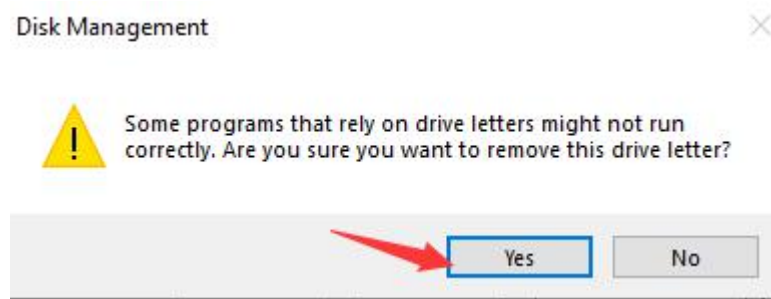 Disk Management
Some programs that rely on drive letters might not run
correctly. Are you sure you want to remove this drive letter?
Yes
No